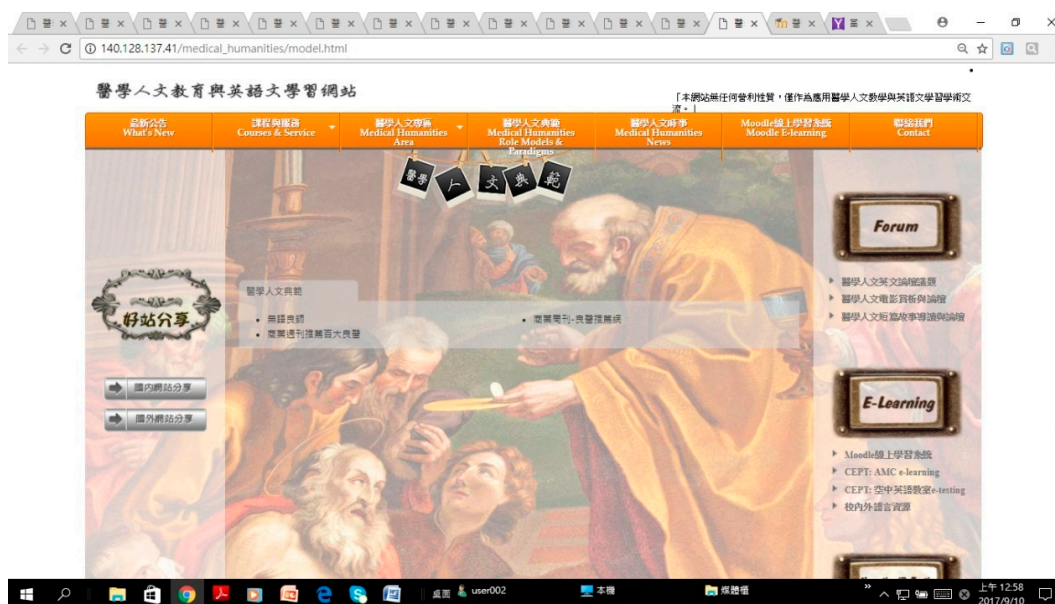 140.128.137.41/medical_humanities/model.html
醫學人文教育與英語文學習網站
「本網站無任何營利性質，僅作為應用醫學人文教學與英語文學習學術交
流。」
最新公告
What's New
課程與服務
Courses & Service
醫學人文專區
Medical Humanities
Area
醫學人文典範
Medical Humanities
Role Models &
Paradigms
醫學人文時事
Medical Humanities
News
Moodle線上學習系統
Moodle E-learning
聯絡我們
Contact
醫學人文典範
Forum
醫學人文英文論壇議題
醫學人文電影賞析與論壇
醫學人文短篇故事導讀與論壇
好站分享
醫學人文典範
無語良師
商業周刊-良醫推薦網
商業週刊推薦百大良醫
國內網站分享
國外網站分享
E-Learning
Moodle線上學習系統
CEPT: AMC e-learning
CEPT: 空中英語教室e-testing
校內外語言資源
桌面
user002
本機
媒體櫃
上午 12:58
2017/9/10